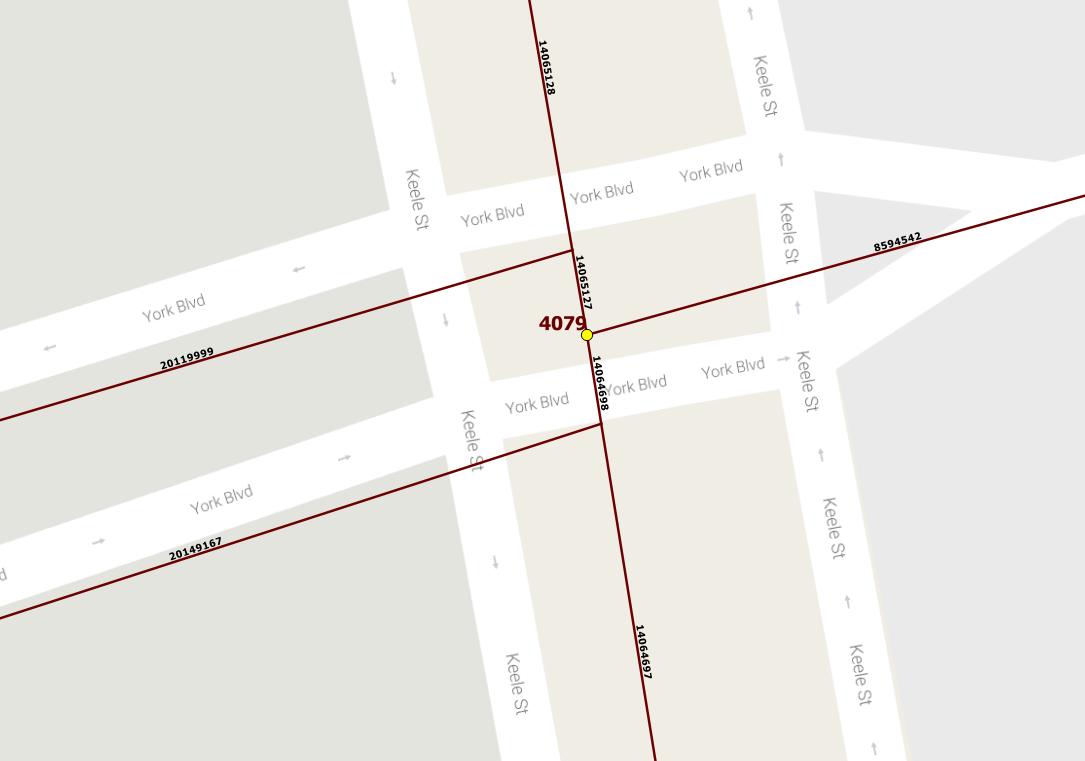 14065128
Keele St
Keele St
York Blvd
York Blvd
York Blvd
Keele St
8594542
14065127
York Blvd
4079
20119999
York Blvd
Keele St
14064698
York Blvd
York Blvd
Keele St
York Blvd
Keele St
20149167
d
14064697
Keele St
Keele St